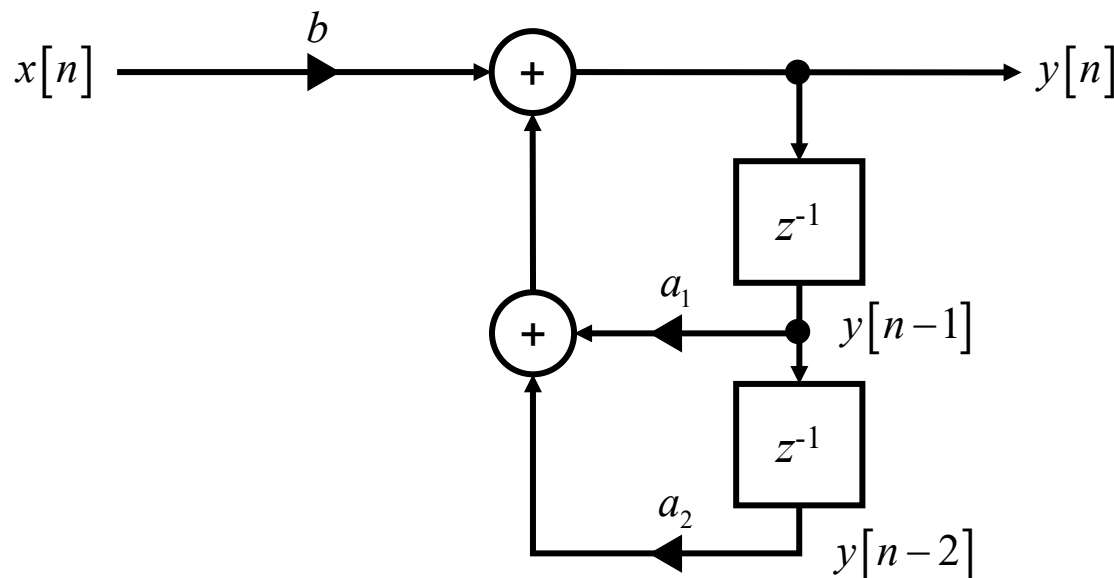 b
x[n]
+
y[n]
z⁻¹
a₁
+
y[n − 1]
z⁻¹
a₂
y[n − 2]